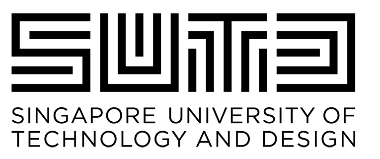 SUTD
SINGAPORE UNIVERSITY OF
TECHNOLOGY AND DESIGN